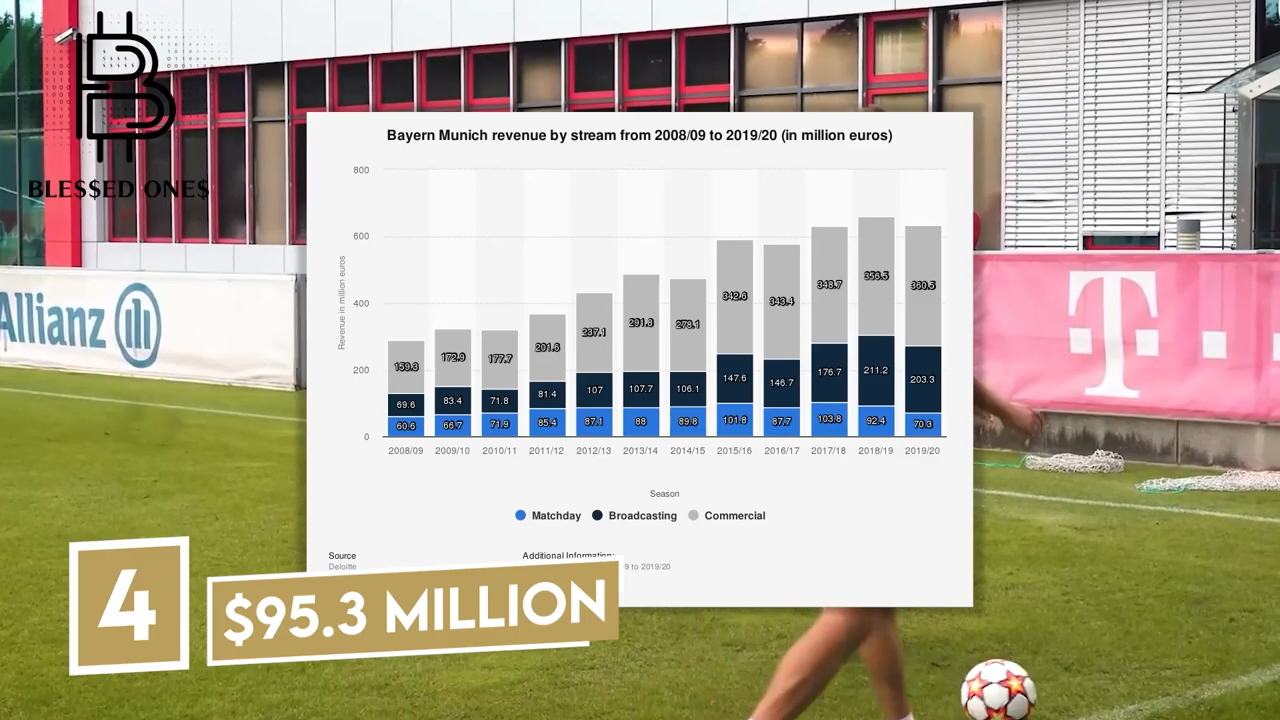 BLES$ED ONE$
Allianz
T
Bayern Munich revenue by stream from 2008/09 to 2019/20 (in million euros)
Revenue in million euros
800
600
400
200
0
159.3 172.9 177.7 201.6 237.1 291.8 278.1 342.6 343.4 348.7 356.5 360.5
69.6 83.4 71.8 81.4 107 107.7 106.1 147.6 146.7 176.7 211.2 203.3
60.6 66.7 71.9 85.4 87.1 88 89.8 101.8 87.7 103.8 92.4 70.3
2008/09 2009/10 2010/11 2011/12 2012/13 2013/14 2014/15 2015/16 2016/17 2017/18 2018/19 2019/20
Season
Matchday Broadcasting Commercial
Source Additional Information:
Deloitte 9 to 2019/20
4 $95.3 MILLION